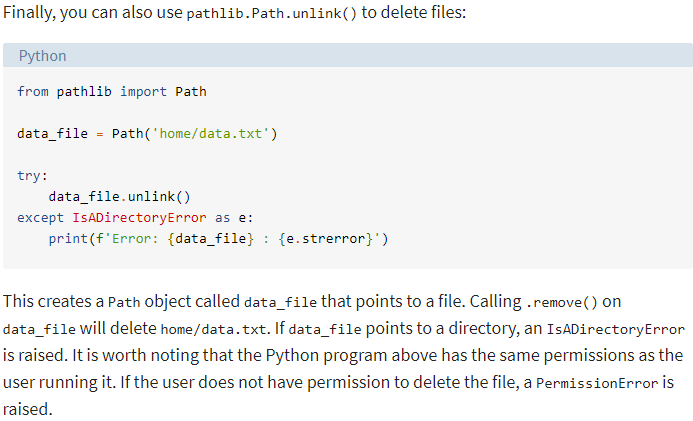 Finally, you can also use pathlib.Path.unlink() to delete files:
Python
from pathlib import Path
data_file = Path('home/data.txt')
try:
    data_file.unlink()
except IsADirectoryError as e:
    print(f'Error: {data_file} : {e.strerror}')
This creates a Path object called data_file that points to a file. Calling .remove() on
data_file will delete home/data.txt. If data_file points to a directory, an IsADirectoryError
is raised. It is worth noting that the Python program above has the same permissions as the
user running it. If the user does not have permission to delete the file, a PermissionError is
raised.